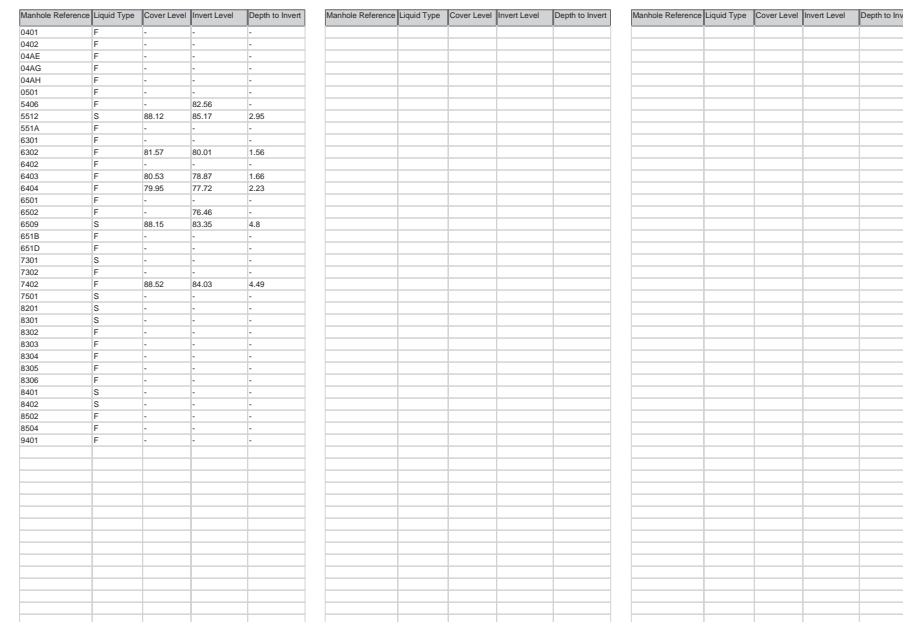 Manhole Reference Liquid Type Cover Level Invert Level Depth to Invert Manhole Reference Liquid Type Cover Level Invert Level Depth to Invert Manhole Reference Liquid Type Cover Level Invert Level Depth to Inv
0401 F - - -
0402 F - - -
04AE F - - -
04AG F - - -
04AH F - - -
0501 F - - -
5406 F - 82.56 -
5512 S 88.12 85.17 2.95
551A F - - -
6301 F - - -
6302 F 81.57 80.01 1.56
6402 F - - -
6403 F 80.53 78.87 1.66
6404 F 79.95 77.72 2.23
6501 F - - -
6502 F - 76.46 -
6509 S 88.15 83.35 4.8
651B F - - -
651D F - - -
7301 S - - -
7302 F - - -
7402 F 88.52 84.03 4.49
7501 S - - -
8201 S - - -
8301 S - - -
8302 F - - -
8303 F - - -
8304 F - - -
8305 F - - -
8306 F - - -
8401 S - - -
8402 S - - -
8502 F - - -
8504 F - - -
9401 F - - -